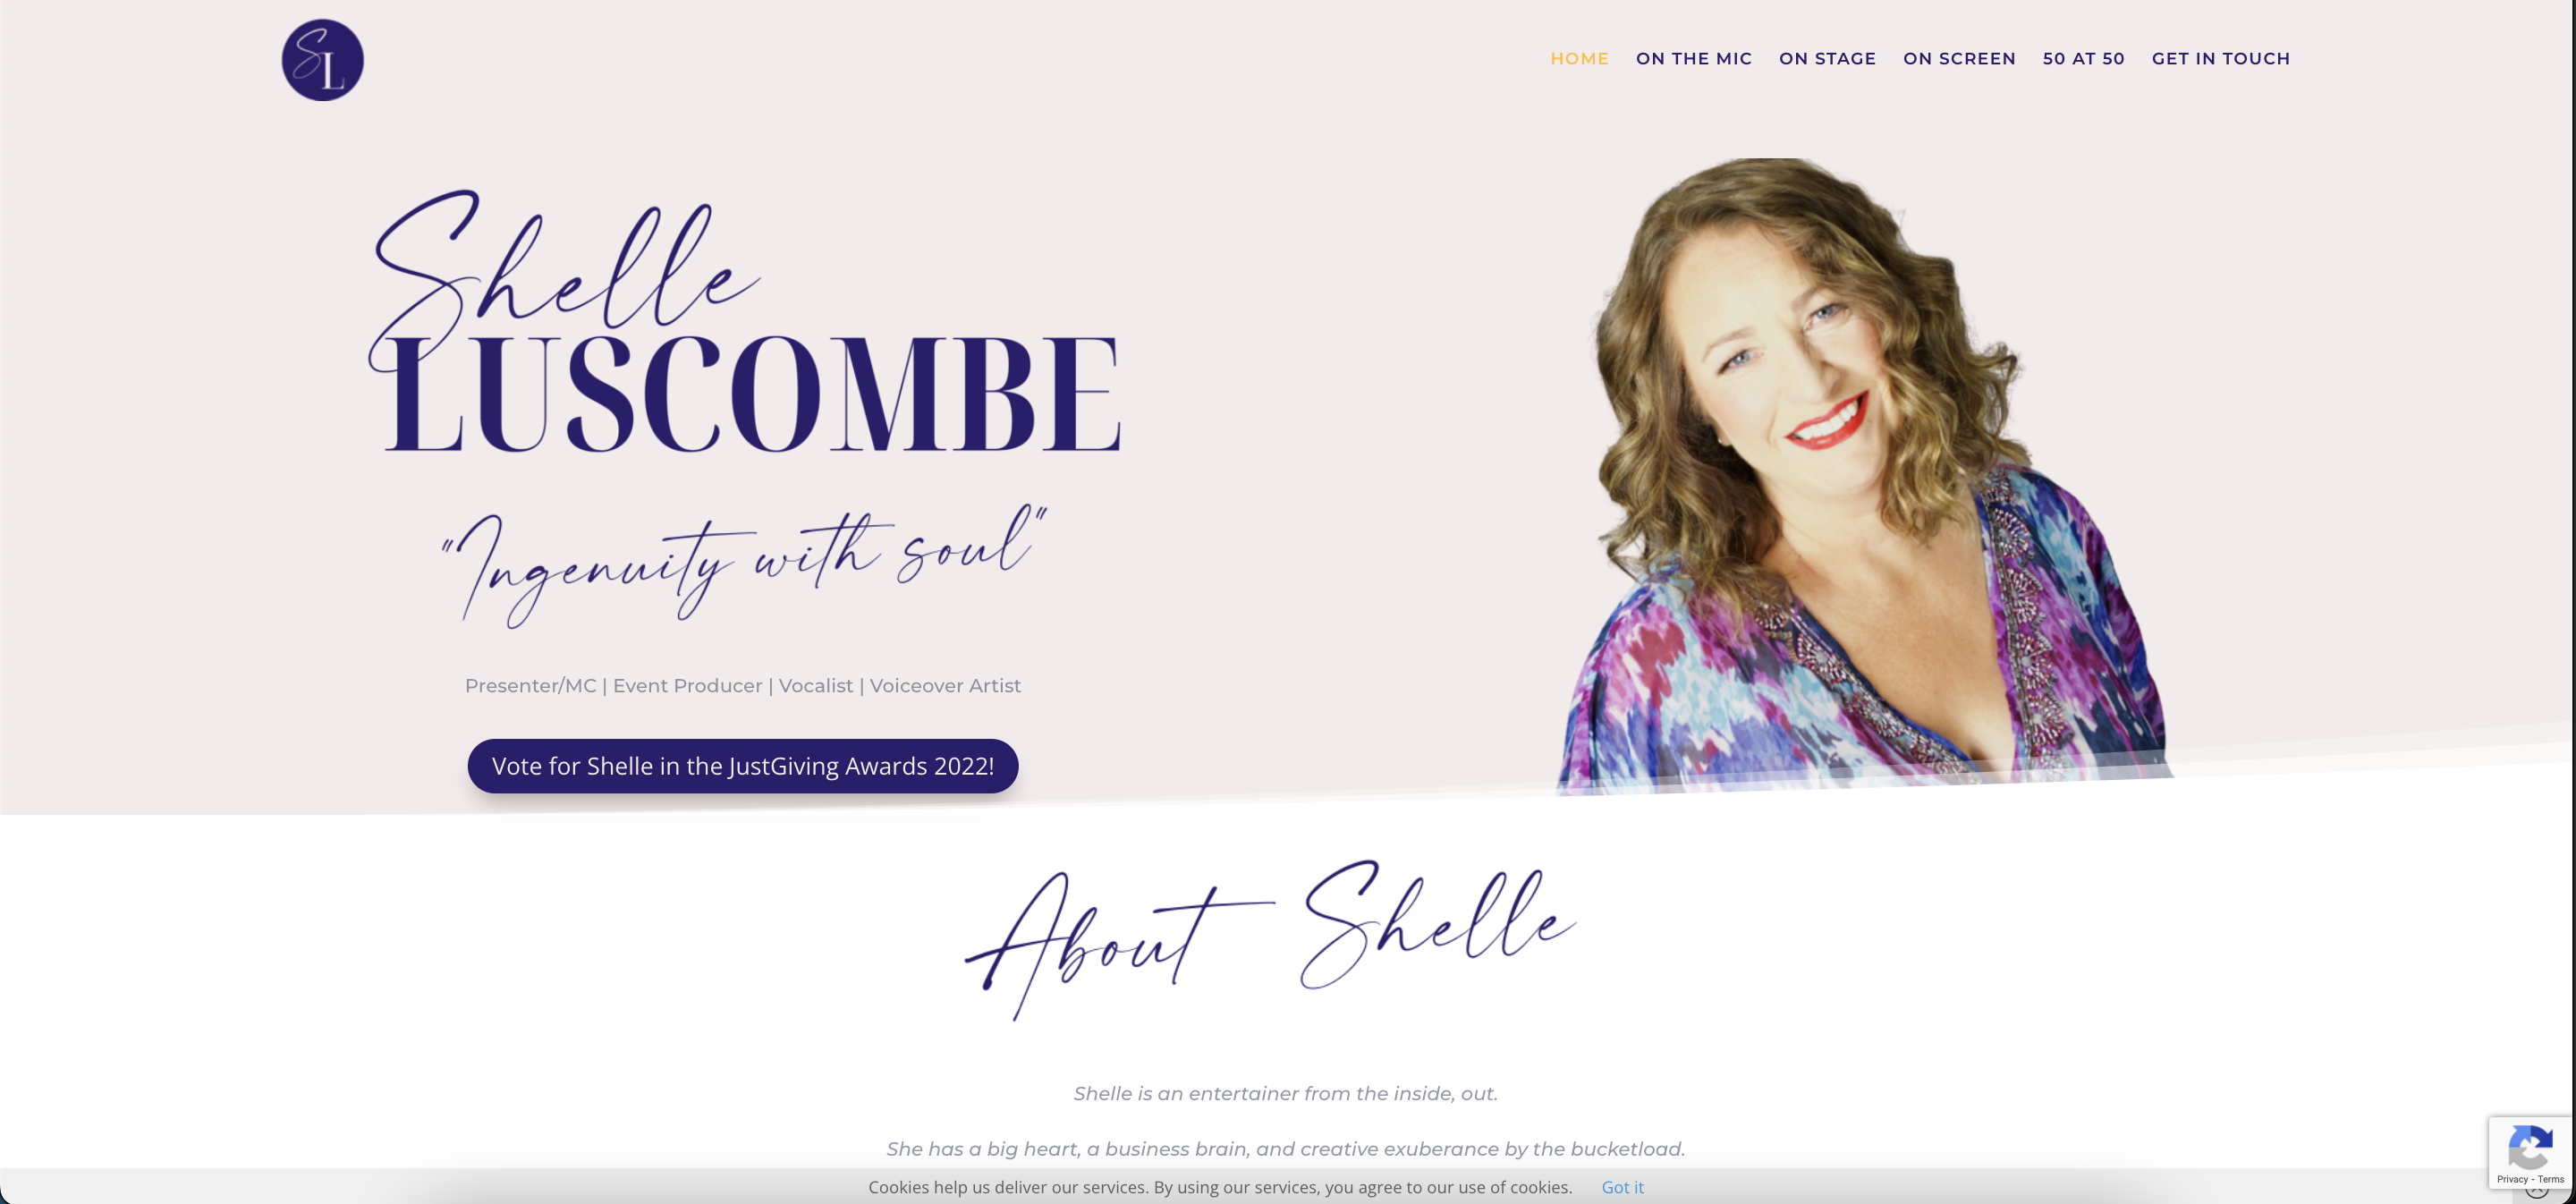 SL
HOME ON THE MIC ON STAGE ON SCREEN 50 AT 50 GET IN TOUCH
Shelle
LUSCOMBE
"Ingenuity with soul"
Presenter/MC | Event Producer | Vocalist | Voiceover Artist
Vote for Shelle in the JustGiving Awards 2022!
About Shelle
Shelle is an entertainer from the inside, out.
She has a big heart, a business brain, and creative exuberance by the bucketload.
Cookies help us deliver our services. By using our services, you agree to our use of cookies. Got it
Privacy - Terms